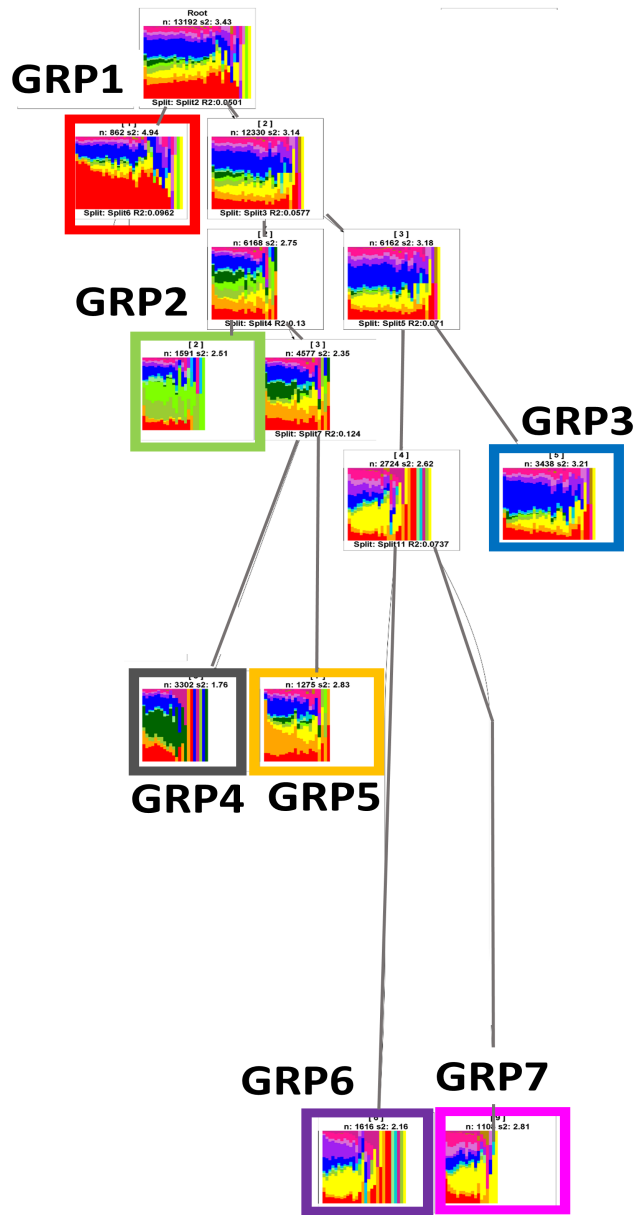 Root
n: 13192 s2: 3.43
GRP1
Split: Split2 R2:0.0501
[ 1 ]
n: 862 s2: 4.94
Split: Split6 R2:0.0962
[ 2 ]
n: 12330 s2: 3.14
Split: Split3 R2:0.0577
[ 2 ]
n: 6168 s2: 2.75
Split: Split4 R2:0.13
[ 3 ]
n: 6162 s2: 3.18
Split: Split5 R2:0.071
GRP2
[ 2 ]
n: 1591 s2: 2.51
[ 3 ]
n: 4577 s2: 2.35
Split: Split7 R2:0.124
GRP3
[ 4 ]
n: 2724 s2: 2.62
Split: Split11 R2:0.0737
[ 5 ]
n: 3438 s2: 3.21
n: 3302 s2: 1.76
n: 1275 s2: 2.83
GRP4
GRP5
GRP6
GRP7
n: 1616 s2: 2.16
s2: 2.81